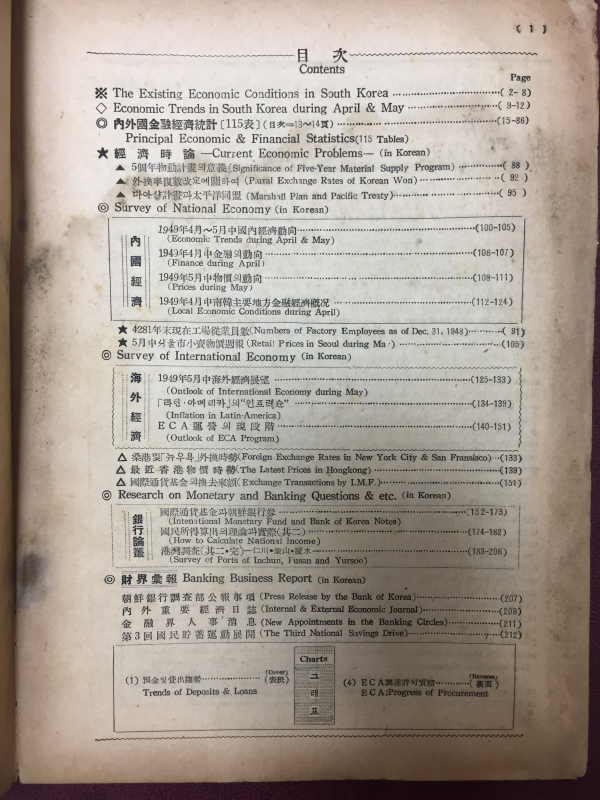 ( 1 )
目 次
Contents
Page
※ The Existing Economic Conditions in South Korea ( 2- 8)
◇ Economic Trends in South Korea during April & May ( 9-12)
◎ 內外國金融經濟統計 [115表] (目次=13~14頁) (15-86)
Principal Economic & Financial Statistics(115 Tables)
★ 經濟時論 —Current Economic Problems— (in Korean)
▲ 5個年物動計畫의意義(Significance of Five-Year Material Supply Program) ( 88 )
▲ 外換率復數改定에關하여 (Plural Exchange Rates of Korean Won) ( 92 )
▲ 마아샬計畫과太平洋同盟 (Marshall Plan and Pacific Treaty) ( 95 )
◎ Survey of National Economy (in Korean)
內國經濟
1949年4月~5月中國內經濟動向 (100-105)
(Economic Trends during April & May)
1949年4月中金融의動向 (106-107)
(Finance during April)
1949年5月中物價의動向 (108-111)
(Prices during May)
1949年4月中南韓主要地方金融經濟槪況 (112-124)
(Local Economic Conditions during April)
★ 4281年末現在工場從業員數(Numbers of Factory Employees as of Dec. 31, 1948) ( 91)
★ 5月中서울市小賣物價週報(Retail Prices in Seoul during Ma ) (105)
◎ Survey of International Economy (in Korean)
海外經濟
1949年5月中海外經濟展望 (125-133)
(Outlook of International Economy during May)
「라틴·아메리카」의"인프레숀" (134-139)
(Inflation in Latin-America)
ECA運營의現段階 (140-151)
(Outlook of ECA Program)
△ 및「뉴우욕」外換時勢(Foreign Exchange Rates in New York City & San Fransisco) (133)
△ 最近香港物價時勢(The Latest Prices in Hongkong) (139)
△ 國際通貨基金의換去來額(Exchange Transactions by I.M.F.) (151)
◎ Research on Monetary and Banking Questions & etc. (in Korean)
銀行論叢
國際通貨基金과朝鮮銀行券 (152-173)
(International Monetary Fund and Bank of Korea Notes)
國民所得算出의理論과實際(其二) (174-182)
(How to Calculate National Income)
港灣調査(其二·完)—仁川·釜山·麗水 (183-206)
(Survey of Ports of Inchun, Fusan and Yursoo)
◎ 財界彙報 Banking Business Report (in Korean)
朝鮮銀行調査部公報事項 (Press Release by the Bank of Korea) (207)
內外重要經濟日誌 (Internal & External Economic Journal) (209)
金融界人事消息 (New Appointments in the Banking Circles) (211)
第3回國民貯蓄運動展開 (The Third National Savings Drive) (212)
Charts
그래프
(1) 預金및貸出趨勢 (Cover) (表紙)
Trends of Deposits & Loans
(4) ECA調達許可實績 (Reverse) (裏面)
ECA;Progress of Procurement